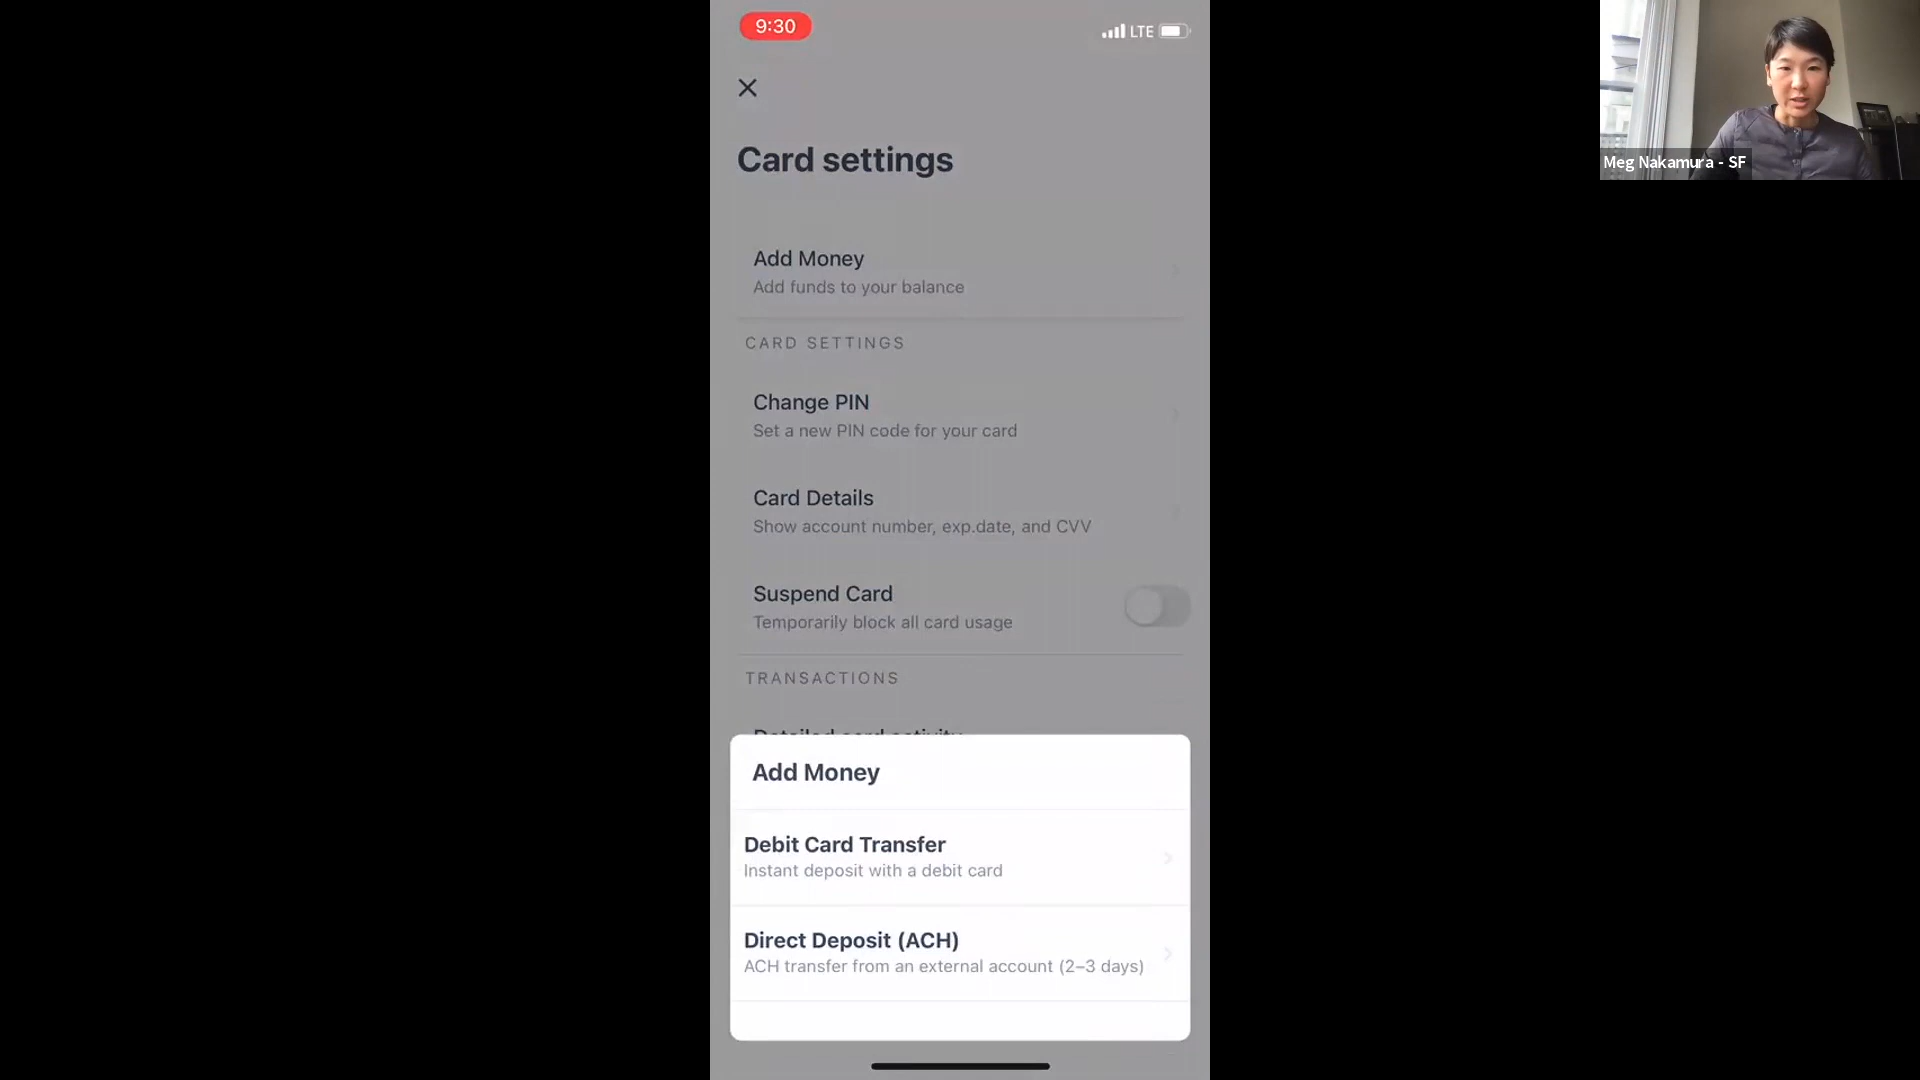 9:30
LTE
Card settings
Add Money
Add funds to your balance
CARD SETTINGS
Change PIN
Set a new PIN code for your card
Card Details
Show account number, exp.date, and CVV
Suspend Card
Temporarily block all card usage
TRANSACTIONS
Detailed card activity
Add Money
Debit Card Transfer
Instant deposit with a debit card
Direct Deposit (ACH)
ACH transfer from an external account (2–3 days)
Meg Nakamura - SF